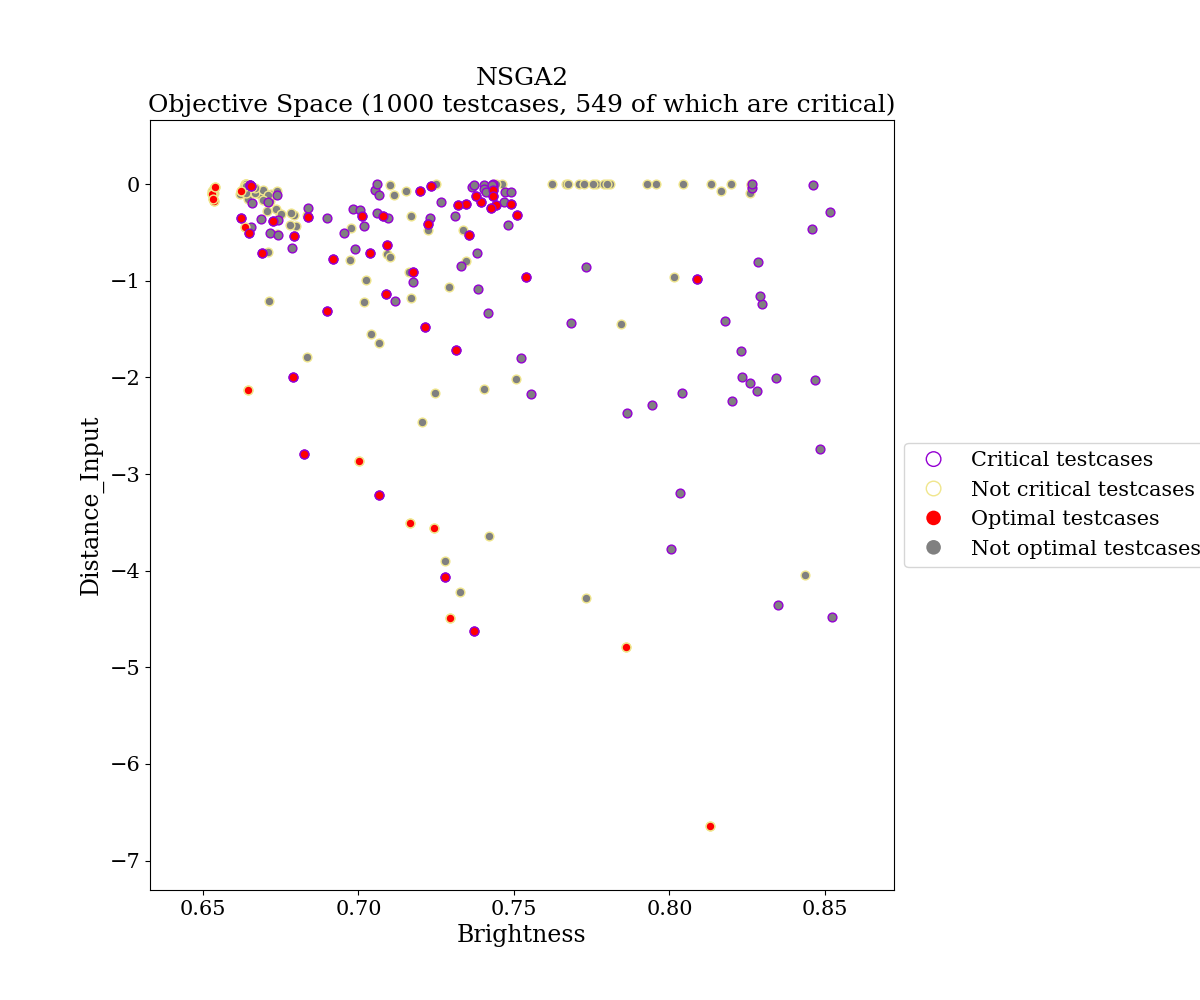 NSGA2
Objective Space (1000 testcases, 549 of which are critical)
0
−1
−2
−3
−4
−5
−6
−7
Distance_Input
0.65 0.70 0.75 0.80 0.85
Brightness
Critical testcases
Not critical testcases
Optimal testcases
Not optimal testcases